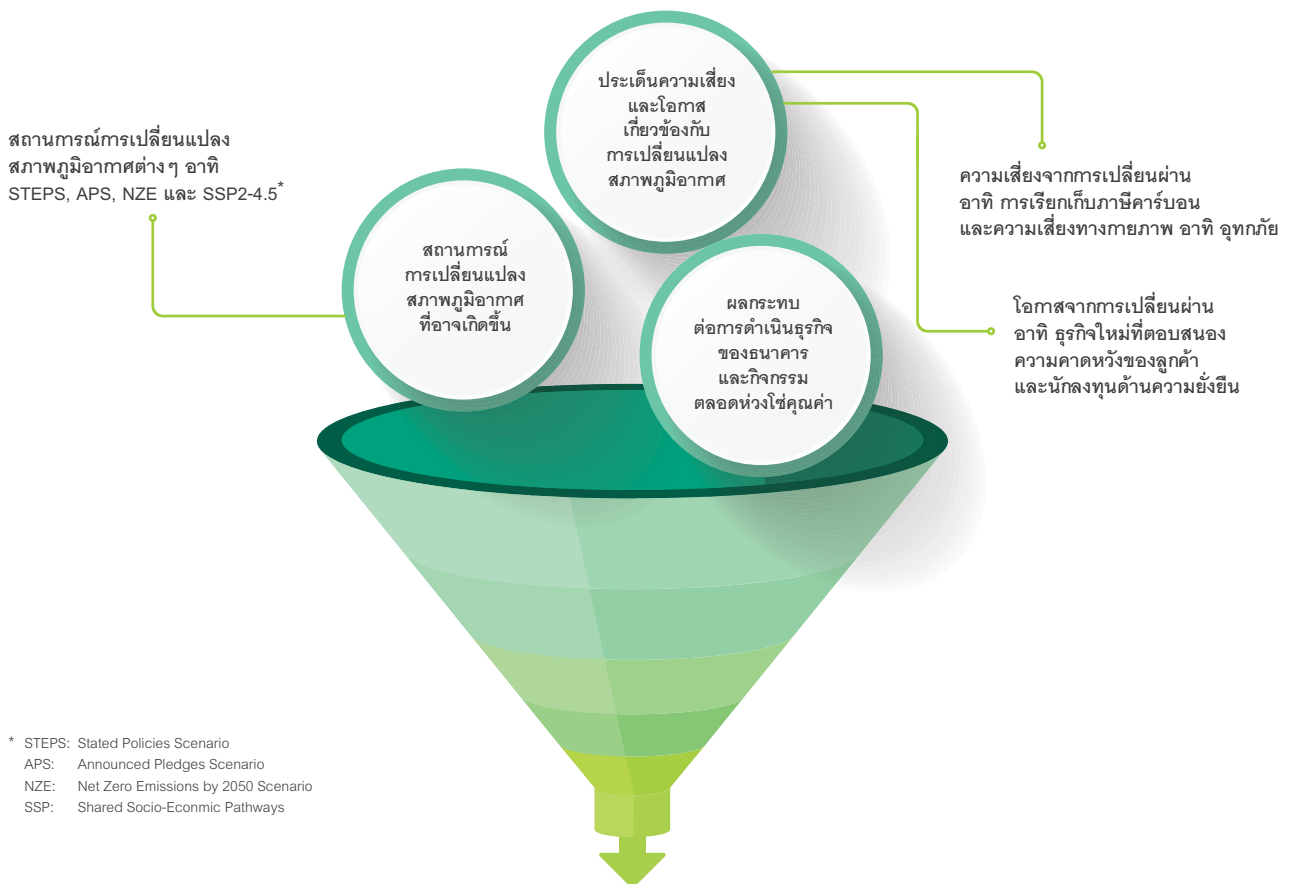 ประเด็นความเสี่ยง
และโอกาส
เกี่ยวข้องกับ
การเปลี่ยนแปลง
สภาพภูมิอากาศ
สถานการณ์การเปลี่ยนแปลง
สภาพภูมิอากาศต่างๆ อาทิ
STEPS, APS, NZE และ SSP2-4.5*
ความเสี่ยงจากการเปลี่ยนผ่าน
อาทิ การเรียกเก็บภาษีคาร์บอน
และความเสี่ยงทางกายภาพ อาทิ อุทกภัย
สถานการณ์
การเปลี่ยนแปลง
สภาพภูมิอากาศ
ที่อาจเกิดขึ้น
ผลกระทบ
ต่อการดำเนินธุรกิจ
ของธนาคาร
และกิจกรรม
ตลอดห่วงโซ่คุณค่า
โอกาสจากการเปลี่ยนผ่าน
อาทิ ธุรกิจใหม่ที่ตอบสนอง
ความคาดหวังของลูกค้า
และนักลงทุนด้านความยั่งยืน
* STEPS: Stated Policies Scenario
APS: Announced Pledges Scenario
NZE: Net Zero Emissions by 2050 Scenario
SSP: Shared Socio-Econmic Pathways